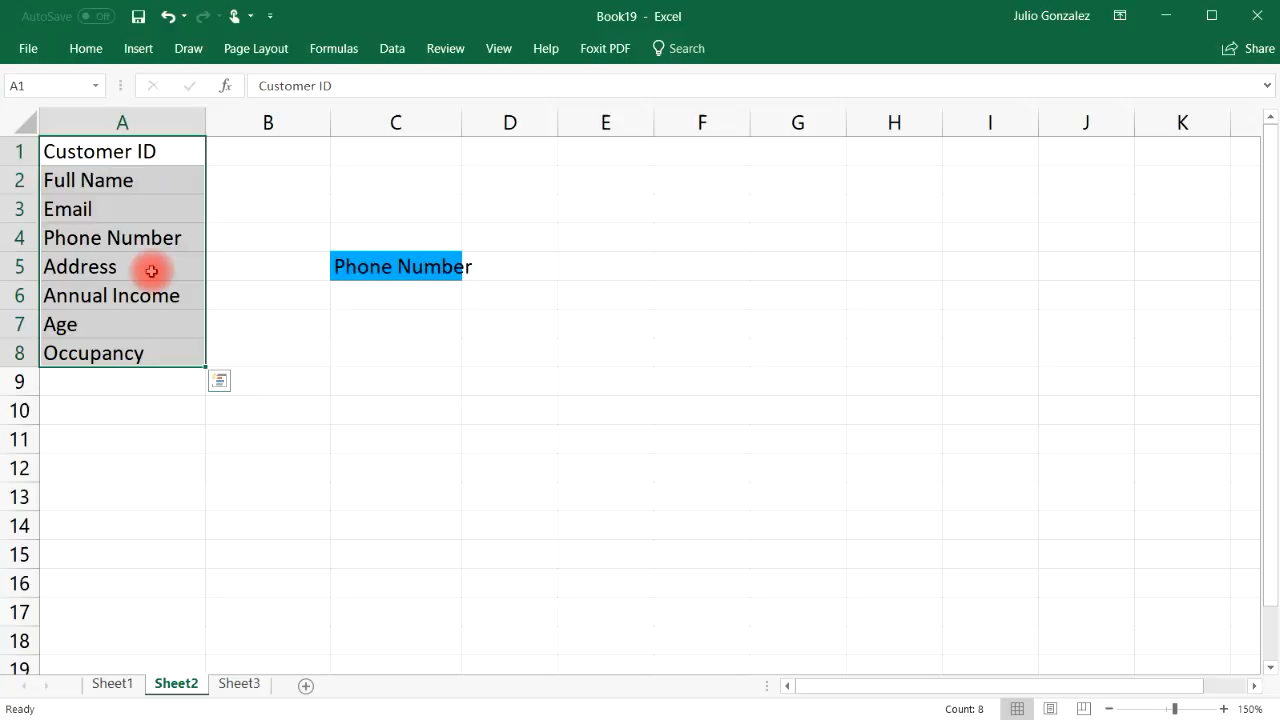 AutoSave Off Book19 - Excel Julio Gonzalez
File Home Insert Draw Page Layout Formulas Data Review View Help Foxit PDF Search Share
A1 fx Customer ID
A B C D E F G H I J K
1 Customer ID
2 Full Name
3 Email
4 Phone Number
5 Address Phone Number
6 Annual Income
7 Age
8 Occupancy
9
10
11
12
13
14
15
16
17
18
19
Sheet1 Sheet2 Sheet3
Ready Count: 8 150%